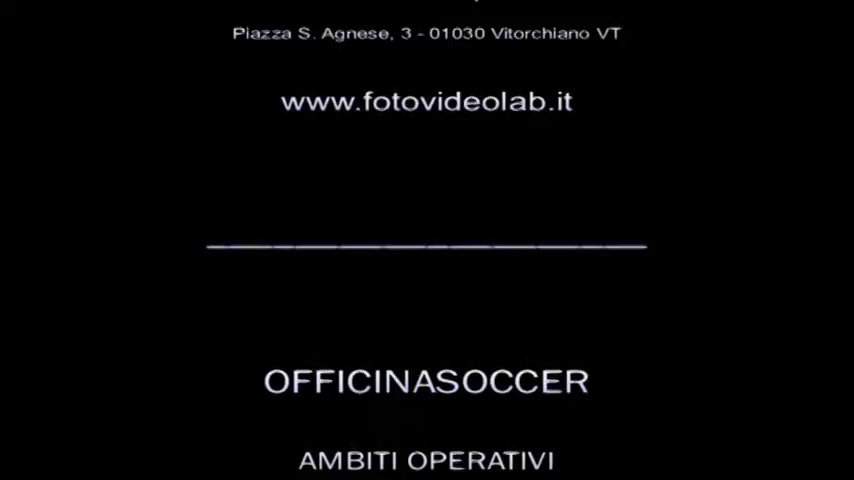 Piazza S. Agnese, 3 - 01030 Vitorchiano VT
www.fotovideolab.it
OFFICINASOCCER
AMBITI OPERATIVI